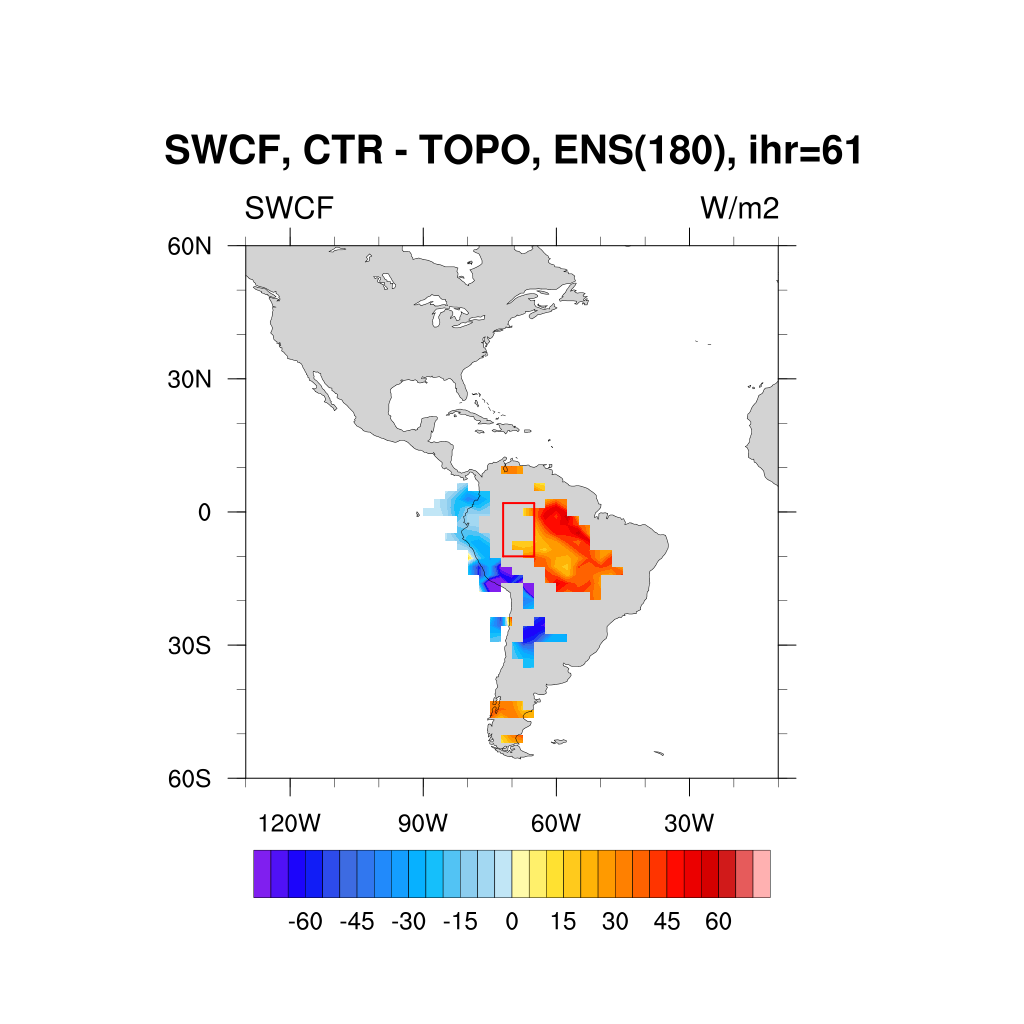 SWCF, CTR - TOPO, ENS(180), ihr=61
SWCF W/m2
60N
30N
0
30S
60S
120W 90W 60W 30W
-60 -45 -30 -15 0 15 30 45 60